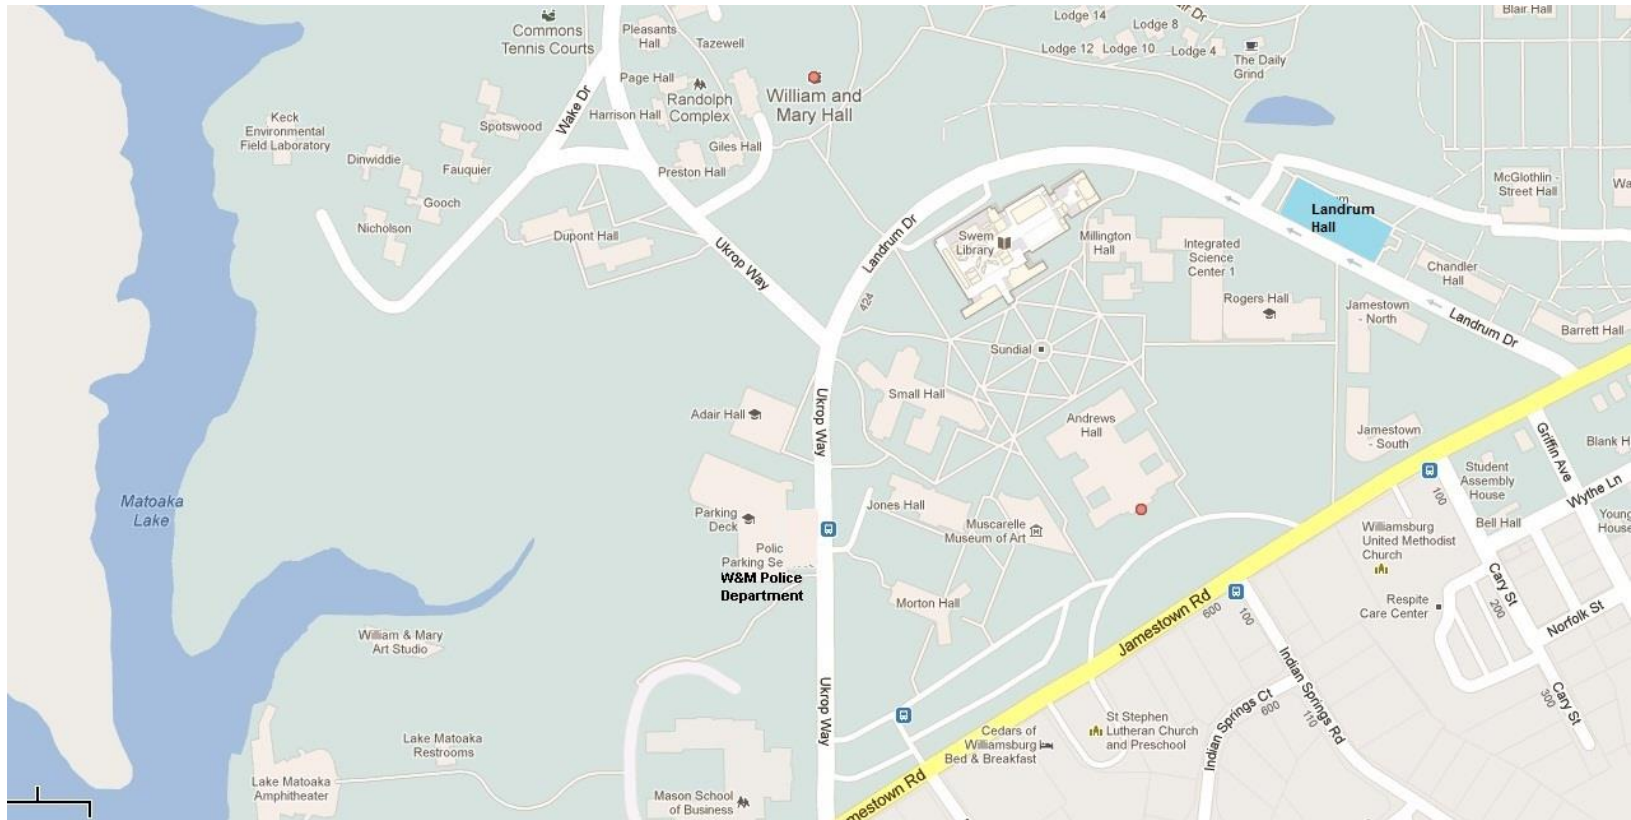 Lodge 14
Lodge 8
Blair Hall
Commons
Tennis Courts
Pleasants
Hall
Tazewell
Lodge 12
Lodge 10
Lodge 4
The Daily
Grind
Page Hall
Randolph
Complex
William and
Mary Hall
Wake Dr
Harrison Hall
Keck
Environmental
Field Laboratory
Spotswood
Dinwiddie
Fauquier
Giles Hall
Preston Hall
McGlothlin -
Street Hall
Gooch
Nicholson
Dupont Hall
Ukrop Way
Landrum Dr
Swem
Library
Millington
Hall
Integrated
Science
Center 1
Landrum
Hall
Chandler
Hall
424
Rogers Hall
Jamestown
- North
Landrum Dr
Barrett Hall
Sundial
Small Hall
Adair Hall
Ukrop Way
Andrews
Hall
Jamestown
- South
Griffin Ave
Blank H
Student
Assembly
House
100
Wythe Ln
Matoaka
Lake
Parking
Deck
Jones Hall
Muscarelle
Museum of Art
Williamsburg
United Methodist
Church
Bell Hall
Young
House
Polic
Parking Se
W&M Police
Department
Morton Hall
Jamestown Rd
600
100
Cary St
200
Respite
Care Center
Norfolk St
William & Mary
Art Studio
Ukrop Way
Indian Springs Ct
600
Indian Springs Rd
110
300
Cary St
St Stephen
Lutheran Church
and Preschool
Cedars of
Williamsburg
Bed & Breakfast
Lake Matoaka
Restrooms
Lake Matoaka
Amphitheater
Mason School
of Business
mestown Rd